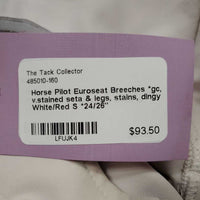 The Tack Collector
485010-160
Horse Pilot Euroseat Breeches *gc,
v.stained seta & legs, stains, dingy
White/Red S *24/26"
LFUJK4
$93.50